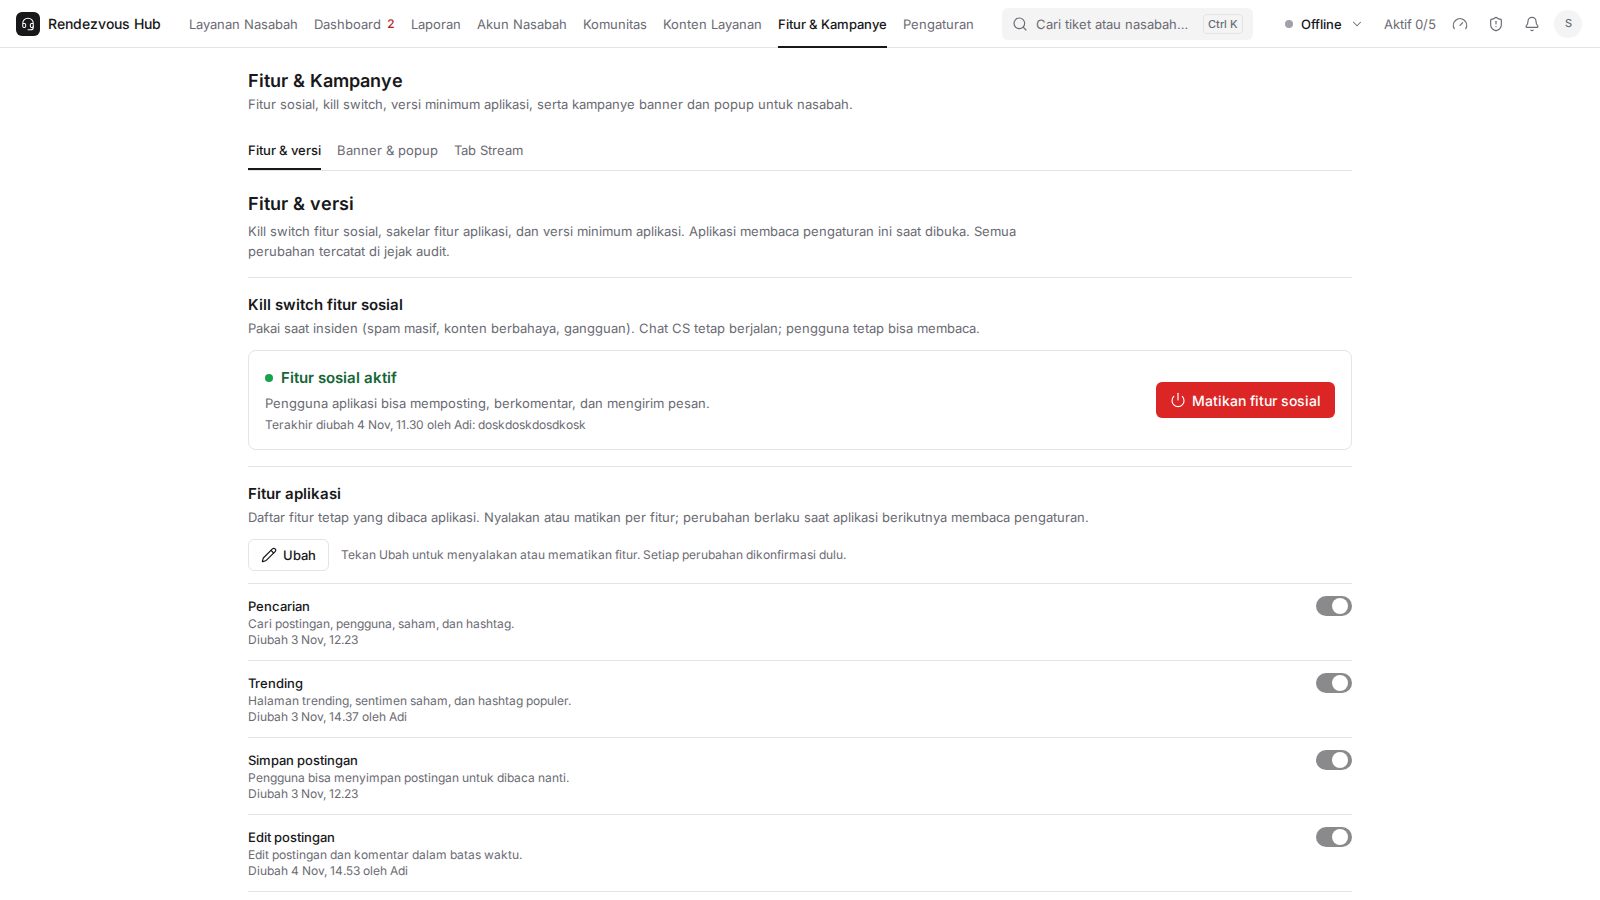 Rendezvous Hub
Layanan Nasabah
Dashboard 2
Laporan
Akun Nasabah
Komunitas
Konten Layanan
Fitur & Kampanye
Pengaturan
Cari tiket atau nasabah...
Ctrl K
Offline
Aktif 0/5
S
Fitur & Kampanye
Fitur sosial, kill switch, versi minimum aplikasi, serta kampanye banner dan popup untuk nasabah.
Fitur & versi
Banner & popup
Tab Stream
Fitur & versi
Kill switch fitur sosial, sakelar fitur aplikasi, dan versi minimum aplikasi. Aplikasi membaca pengaturan ini saat dibuka. Semua
perubahan tercatat di jejak audit.
Kill switch fitur sosial
Pakai saat insiden (spam masif, konten berbahaya, gangguan). Chat CS tetap berjalan; pengguna tetap bisa membaca.
Fitur sosial aktif
Pengguna aplikasi bisa memposting, berkomentar, dan mengirim pesan.
Terakhir diubah 4 Nov, 11.30 oleh Adi: doskdoskdosdkosk
Matikan fitur sosial
Fitur aplikasi
Daftar fitur tetap yang dibaca aplikasi. Nyalakan atau matikan per fitur; perubahan berlaku saat aplikasi berikutnya membaca pengaturan.
Ubah
Tekan Ubah untuk menyalakan atau mematikan fitur. Setiap perubahan dikonfirmasi dulu.
Pencarian
Cari postingan, pengguna, saham, dan hashtag.
Diubah 3 Nov, 12.23
Trending
Halaman trending, sentimen saham, dan hashtag populer.
Diubah 3 Nov, 14.37 oleh Adi
Simpan postingan
Pengguna bisa menyimpan postingan untuk dibaca nanti.
Diubah 3 Nov, 12.23
Edit postingan
Edit postingan dan komentar dalam batas waktu.
Diubah 4 Nov, 14.53 oleh Adi